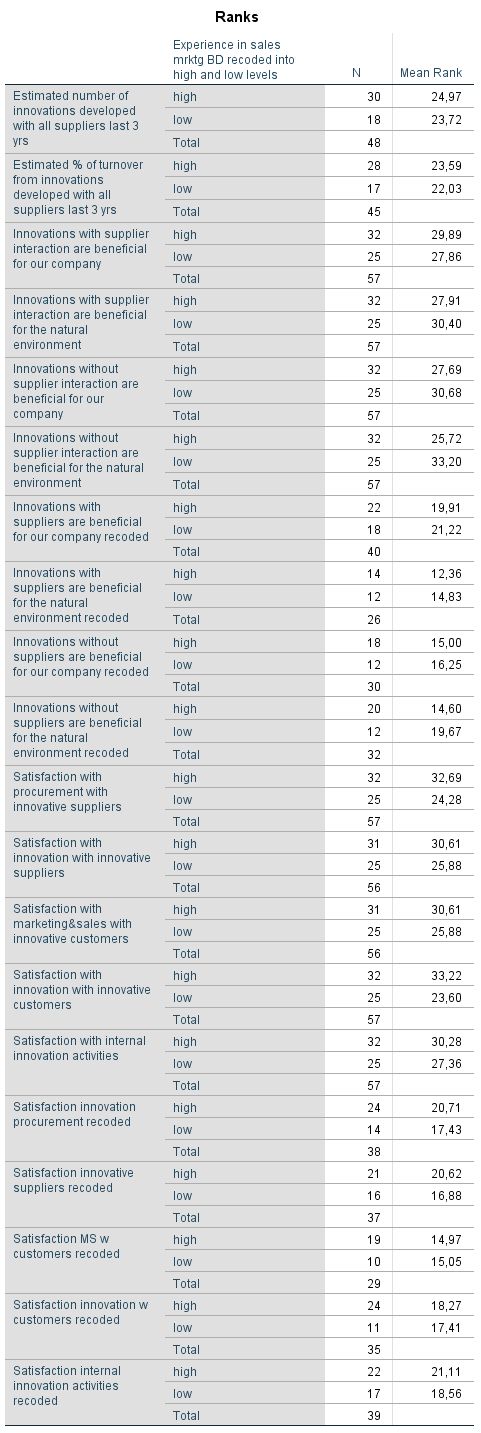 Ranks
Experience in sales
mrktg BD recoded into
high and low levels N Mean Rank
Estimated number of high 30 24,97
innovations developed
with all suppliers last 3 low 18 23,72
yrs Total 48
Estimated % of turnover high 28 23,59
from innovations
developed with all low 17 22,03
suppliers last 3 yrs Total 45
Innovations with supplier high 32 29,89
interaction are beneficial low 25 27,86
for our company
Total 57
Innovations with supplier high 32 27,91
interaction are beneficial
for the natural low 25 30,40
environment Total 57
Innovations without high 32 27,69
supplier interaction are
beneficial for our low 25 30,68
company Total 57
Innovations without high 32 25,72
supplier interaction are
beneficial for the natural low 25 33,20
environment Total 57
Innovations with high 22 19,91
suppliers are beneficial low 18 21,22
for our company recoded
Total 40
Innovations with high 14 12,36
suppliers are beneficial
for the natural low 12 14,83
environment recoded Total 26
Innovations without high 18 15,00
suppliers are beneficial low 12 16,25
for our company recoded
Total 30
Innovations without high 20 14,60
suppliers are beneficial
for the natural low 12 19,67
environment recoded Total 32
Satisfaction with high 32 32,69
procurement with low 25 24,28
innovative suppliers
Total 57
Satisfaction with high 31 30,61
innovation with innovative low 25 25,88
suppliers
Total 56
Satisfaction with high 31 30,61
marketing&sales with low 25 25,88
innovative customers
Total 56
Satisfaction with high 32 33,22
innovation with innovative low 25 23,60
customers
Total 57
Satisfaction with internal high 32 30,28
innovation activities
low 25 27,36
Total 57
Satisfaction innovation high 24 20,71
procurement recoded
low 14 17,43
Total 38
Satisfaction innovative high 21 20,62
suppliers recoded
low 16 16,88
Total 37
Satisfaction MS w high 19 14,97
customers recoded
low 10 15,05
Total 29
Satisfaction innovation w high 24 18,27
customers recoded
low 11 17,41
Total 35
Satisfaction internal high 22 21,11
innovation activities
recoded low 17 18,56
Total 39